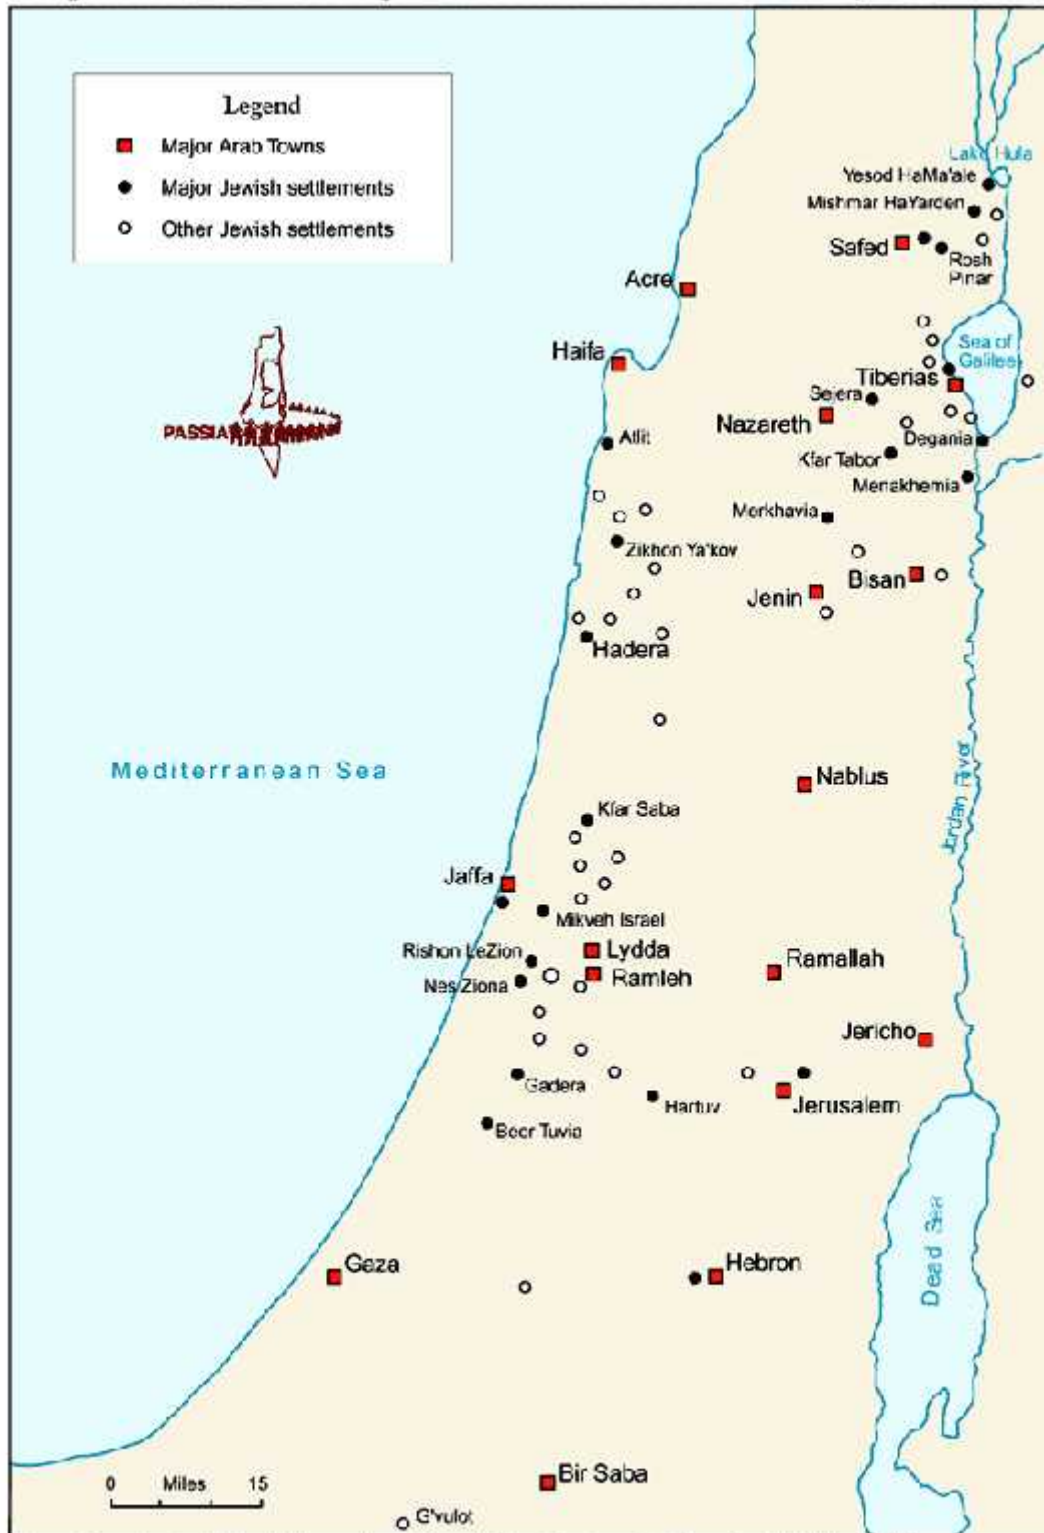 Legend
Major Arab Towns
Major Jewish settlements
Other Jewish settlements
Lake Hula
Yesod HaMa'ale
Mishmar HaYarden
Safed
Rosh
Pinar
Acre
Haifa
Sea of
Galilee
Tiberias
Sejera
PASSIA
Nazareth
Atlit
Degania
Kfar Tabor
Menakhemia
Merkhavia
Zikhon Ya'kov
Bisan
Jenin
Hadera
Mediterranean Sea
Nablus
Jordan River
Kfar Saba
Jaffa
Mikveh Israel
Rishon LeZion
Lydda
Ramallah
Nes Ziona
Ramleh
Jericho
Gadera
Hartuv
Jerusalem
Beer Tuvia
Dead Sea
Gaza
Hebron
Bir Saba
0 Miles 15
G'vulot